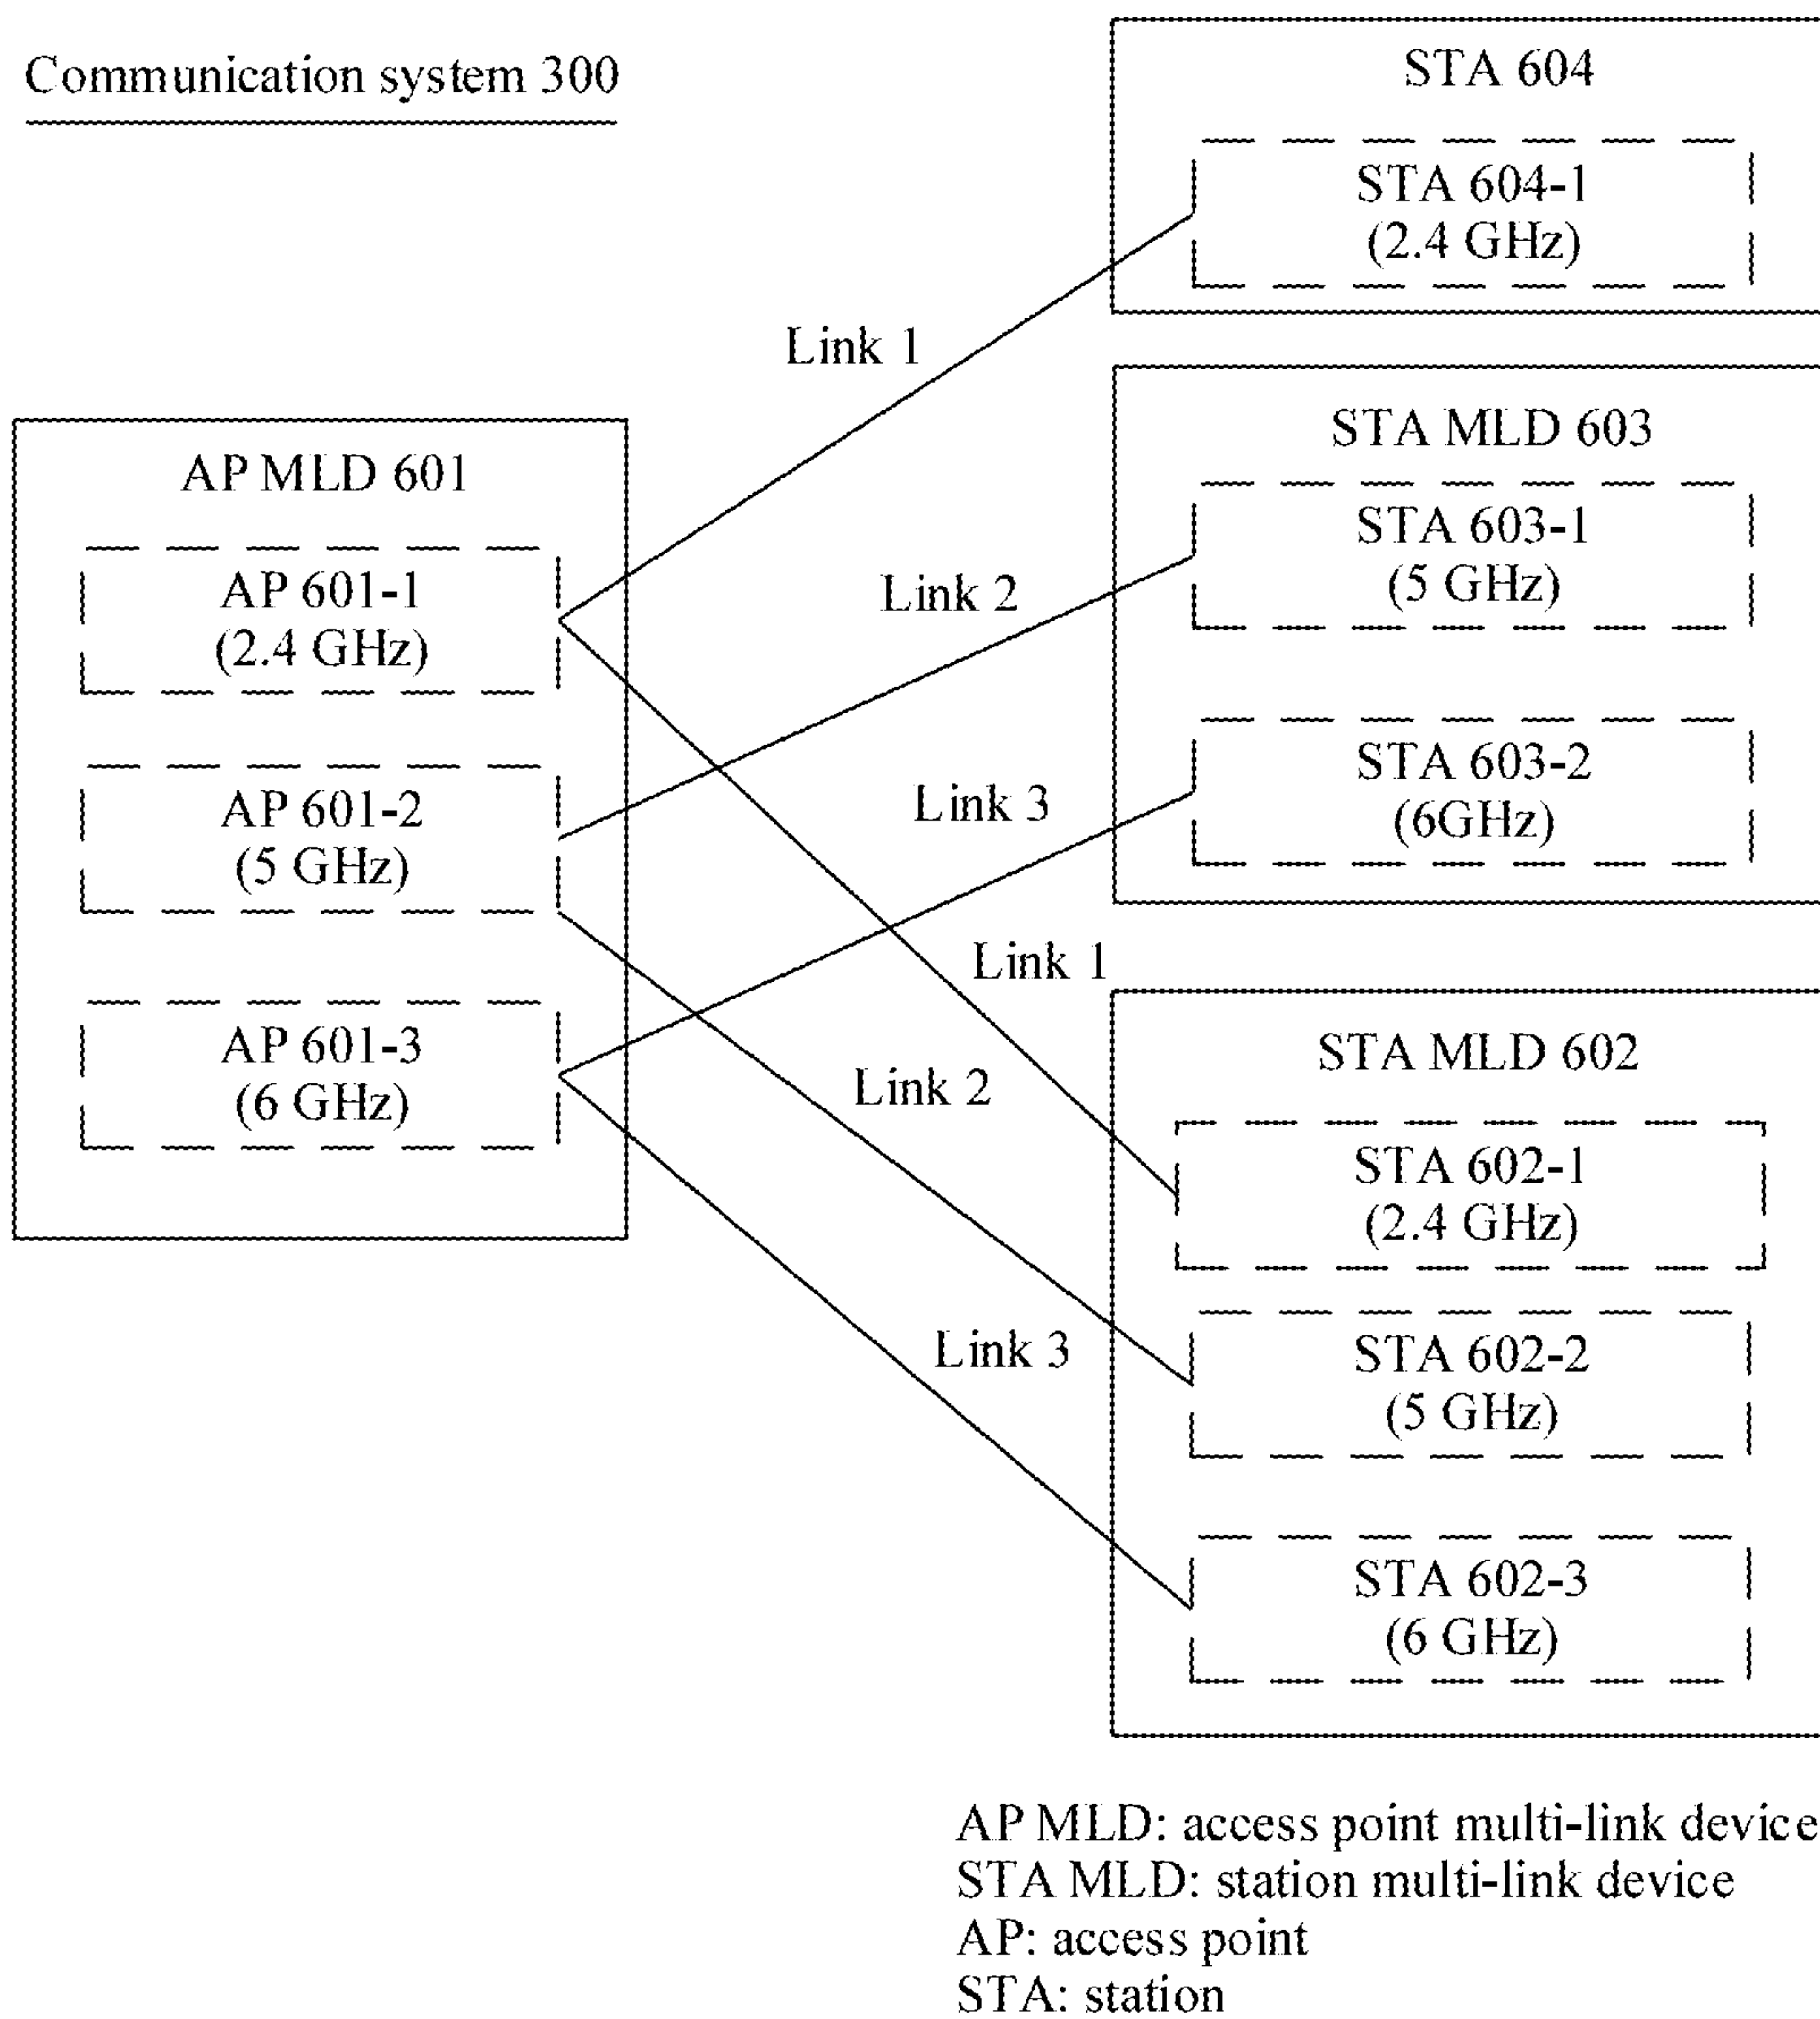 Communication system 300
STA 604
STA 604-1
(2.4 GHz)
Link 1
STA MLD 603
STA 603-1
(5 GHz)
STA 603-2
(6GHz)
AP MLD 601
AP 601-1
(2.4 GHz)
AP 601-2
(5 GHz)
AP 601-3
(6 GHz)
Link 2
Link 3
Link 1
Link 2
Link 3
STA MLD 602
STA 602-1
(2.4 GHz)
STA 602-2
(5 GHz)
STA 602-3
(6 GHz)
AP MLD: access point multi-link device
STA MLD: station multi-link device
AP: access point
STA: station